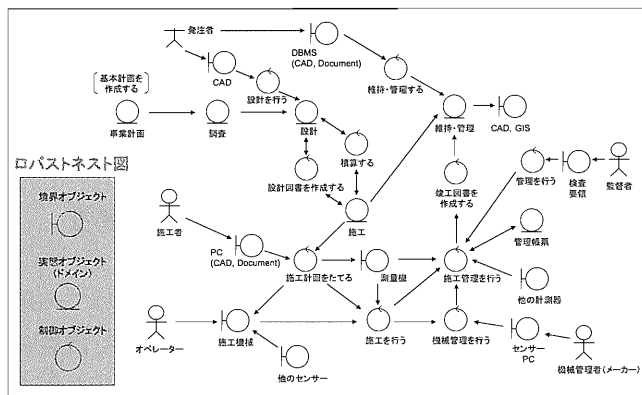 発注者
DBMS
(CAD, Document)
CAD
基本計画を
作成する
設計を行う
維持・管理する
事業計画
調査
設計
維持・管理
CAD, GIS
ロバストネスト図
積算する
境界オブジェクト
設計図書を作成する
竣工図書を
作成する
管理を行う
検査
要領
監督者
施工者
施工
管理帳票
PC
(CAD, Document)
実態オブジェクト
(ドメイン)
施工計画をたてる
測量機
施工管理を行う
他の計測器
制御オブジェクト
オペレーター
施工機械
施工を行う
機械管理を行う
センサー
PC
他のセンサー
機械管理者(メーカー)